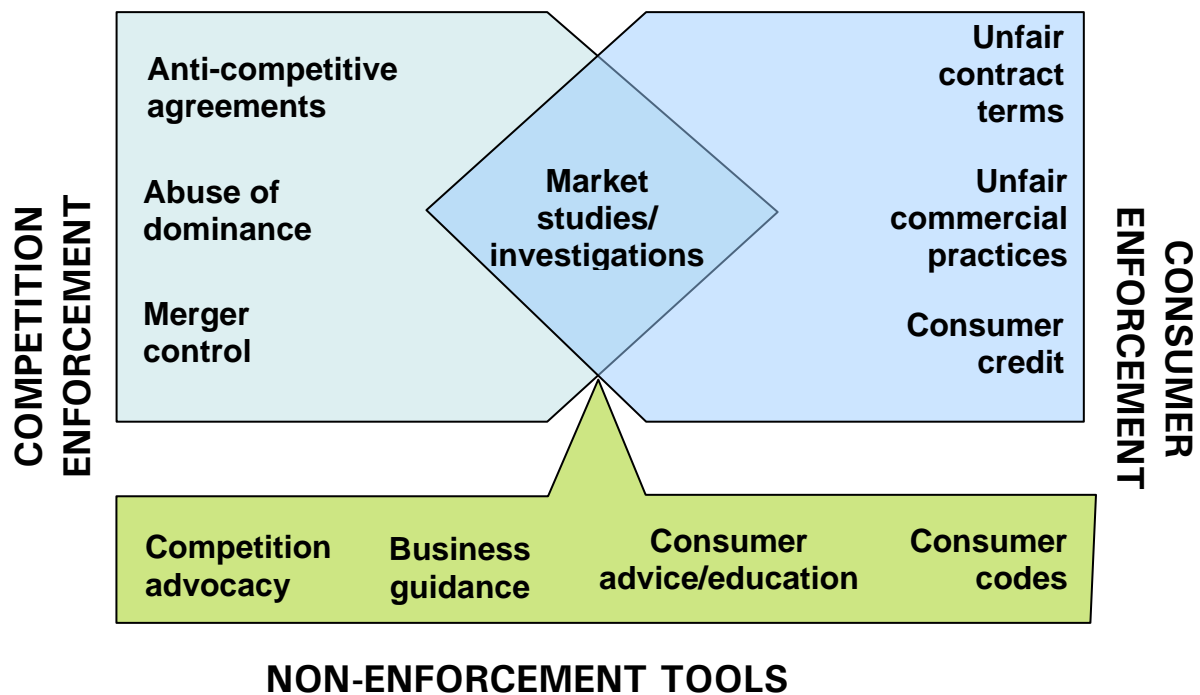 COMPETITION
ENFORCEMENT
Anti-competitive
agreements
Abuse of
dominance
Merger
control
Market
studies/
investigations
Unfair
contract
terms
Unfair
commercial
practices
Consumer
credit
CONSUMER
ENFORCEMENT
Competition
advocacy
Business
guidance
Consumer
advice/education
Consumer
codes
NON-ENFORCEMENT TOOLS